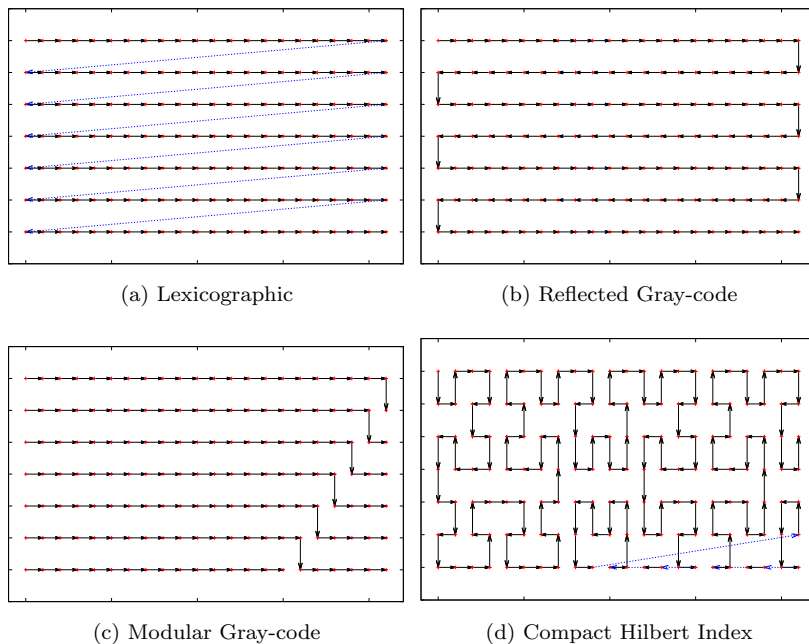 (a) Lexicographic
(b) Reflected Gray-code
(c) Modular Gray-code
(d) Compact Hilbert Index